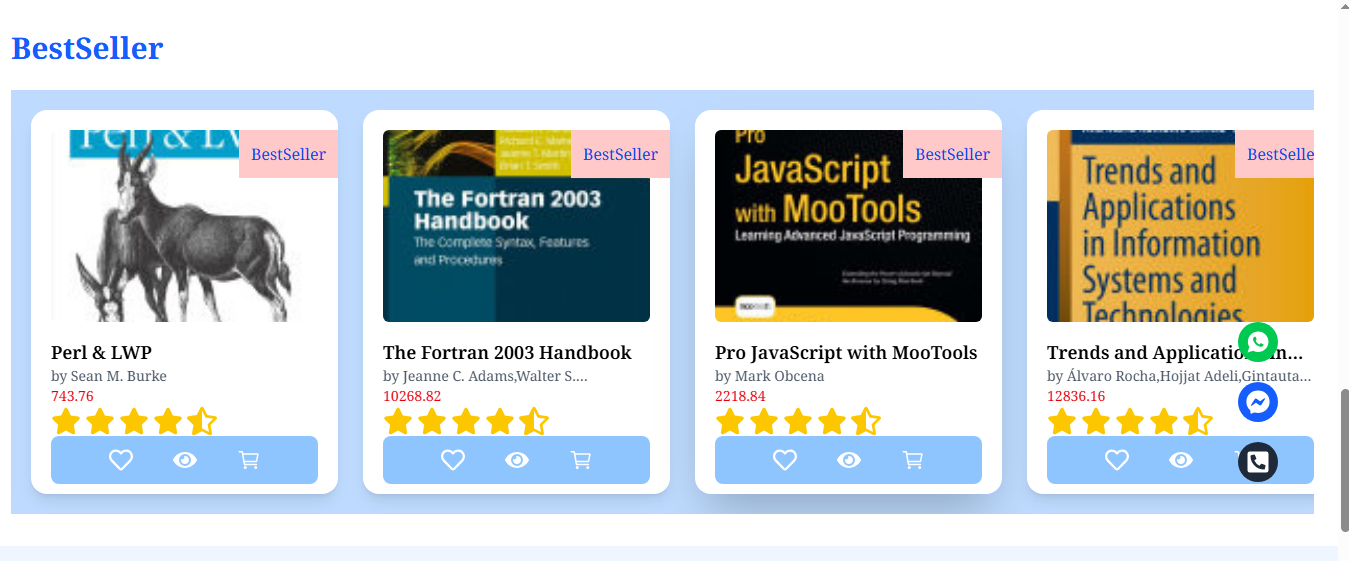 BestSeller
Perl & LW
BestSeller
Perl & LWP
by Sean M. Burke
743.76
BestSeller
The Fortran 2003
Handbook
The Complete Syntax, Features
and Procedures
The Fortran 2003 Handbook
by Jeanne C. Adams,Walter S....
10268.82
Pro
BestSeller
JavaScript
with MooTools
Learning Advanced JavaScript Programming
Pro JavaScript with MooTools
by Mark Obcena
2218.84
BestSelle
Trends and
Applications
in Information
Systems and
Technologies
Trends and Applicatio in...
by Álvaro Rocha,Hojjat Adeli,Gintauta...
12836.16